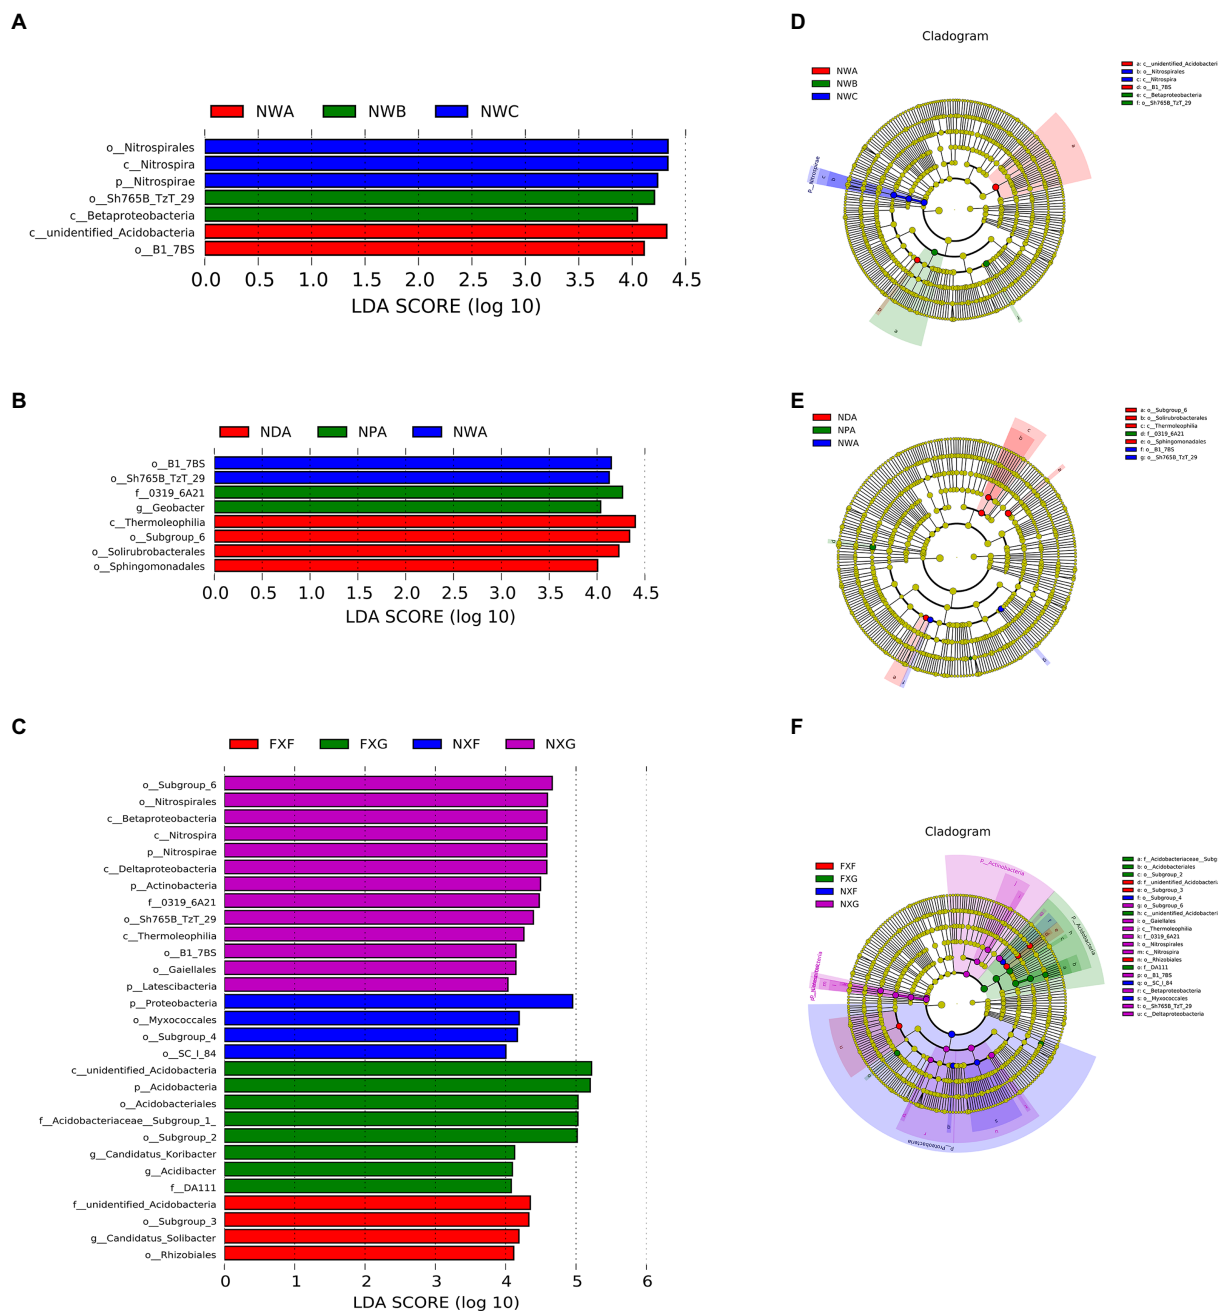 A
NWA NWB NWC
o__Nitrospirales
c__Nitrospira
p__Nitrospirae
o__Sh765B_TzT_29
c__Betaproteobacteria
c__unidentified_Acidobacteria
o__B1_7BS
0.0 0.5 1.0 1.5 2.0 2.5 3.0 3.5 4.0 4.5
LDA SCORE (log 10)
D
Cladogram
NWA
NWB
NWC
a: c__unidentified_Acidobacteri
b: o__Nitrospirales
c: c__Nitrospira
d: o__B1_7BS
e: c__Betaproteobacteria
f: o__Sh765B_TzT_29
B
NDA NPA NWA
o__B1_7BS
o__Sh765B_TzT_29
f__0319_6A21
g__Geobacter
c__Thermoleophilia
o__Subgroup_6
o__Solirubrobacterales
o__Sphingomonadales
0.0 0.5 1.0 1.5 2.0 2.5 3.0 3.5 4.0 4.5
LDA SCORE (log 10)
E
NDA
NPA
NWA
a: o__Subgroup_6
b: o__Solirubrobacterales
c: c__Thermoleophilia
d: f__0319_6A21
e: o__Sphingomonadales
f: o__B1_7BS
g: o__Sh765B_TzT_29
C
FXF FXG NXF NXG
o__Subgroup_6
o__Nitrospirales
c__Betaproteobacteria
c__Nitrospira
p__Nitrospirae
c__Deltaproteobacteria
p__Actinobacteria
f__0319_6A21
o__Sh765B_TzT_29
c__Thermoleophilia
o__B1_7BS
o__Gaiellales
p__Latescibacteria
p__Proteobacteria
o__Myxococcales
o__Subgroup_4
o__SC_I_84
c__unidentified_Acidobacteria
p__Acidobacteria
o__Acidobacteriales
f__Acidobacteriaceae__Subgroup_1_
o__Subgroup_2
g__Candidatus_Koribacter
g__Acidibacter
f__DA111
f__unidentified_Acidobacteria
o__Subgroup_3
g__Candidatus_Solibacter
o__Rhizobiales
0 1 2 3 4 5 6
LDA SCORE (log 10)
F
Cladogram
FXF
FXG
NXF
NXG
p__Actinobacteria
p__Acidobacteria
p__Proteobacteria
a: f__Acidobacteriaceae__Subg
b: o__Acidobacteriales
c: o__Subgroup_2
d: f__unidentified_Acidobacteri
e: o__Subgroup_3
f: o__Subgroup_4
g: o__Subgroup_6
h: c__unidentified_Acidobacteri
i: o__Gaiellales
j: c__Thermoleophilia
k: f__0319_6A21
l: o__Nitrospirales
m: c__Nitrospira
n: o__Rhizobiales
o: f__DA111
p: o__B1_7BS
q: o__SC_I_84
r: c__Betaproteobacteria
s: o__Myxococcales
t: o__Sh765B_TzT_29
u: c__Deltaproteobacteria